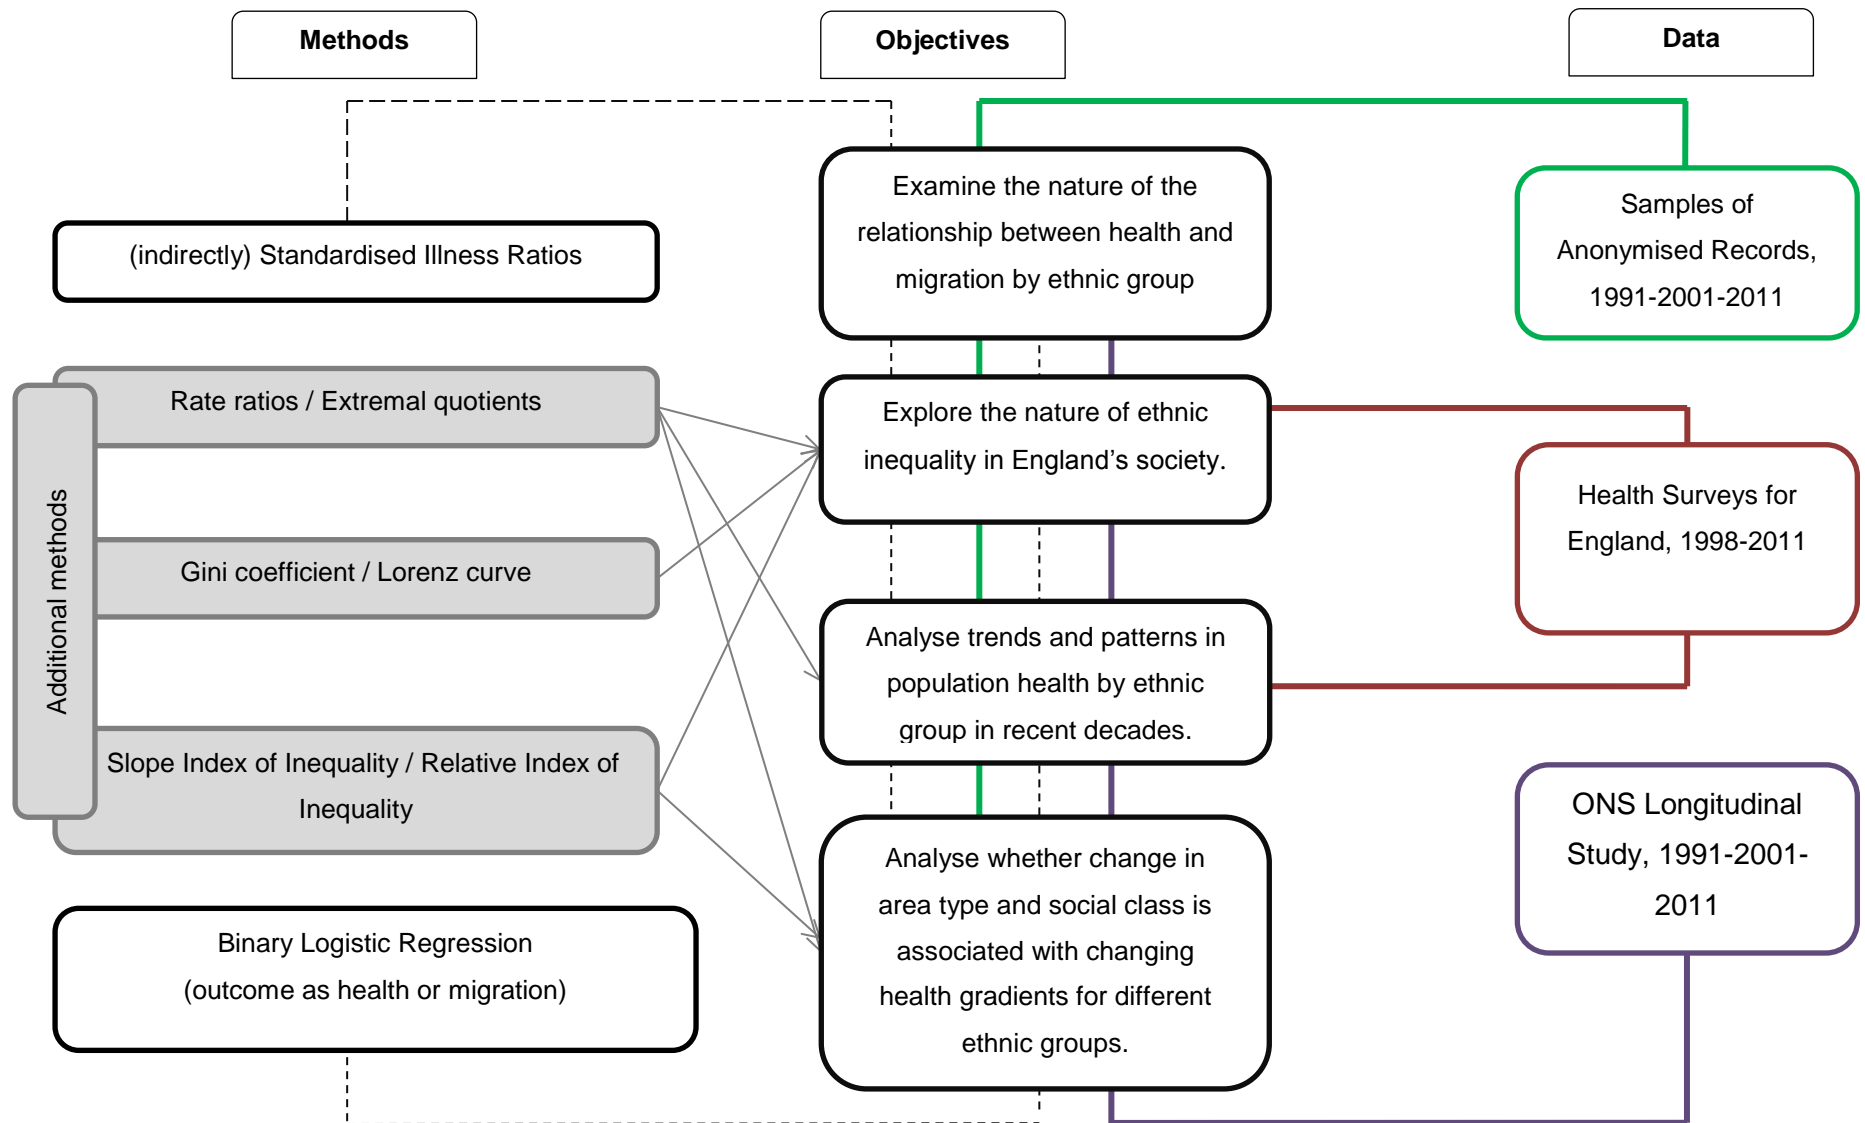 Methods
Objectives
Data
(indirectly) Standardised Illness Ratios
Additional methods
Rate ratios / Extremal quotients
Gini coefficient / Lorenz curve
Slope Index of Inequality / Relative Index of
Inequality
Binary Logistic Regression
(outcome as health or migration)
Examine the nature of the
relationship between health and
migration by ethnic group
Explore the nature of ethnic
inequality in England’s society.
Analyse trends and patterns in
population health by ethnic
group in recent decades.
Analyse whether change in
area type and social class is
associated with changing
health gradients for different
ethnic groups.
Samples of
Anonymised Records,
1991-2001-2011
Health Surveys for
England, 1998-2011
ONS Longitudinal
Study, 1991-2001-
2011